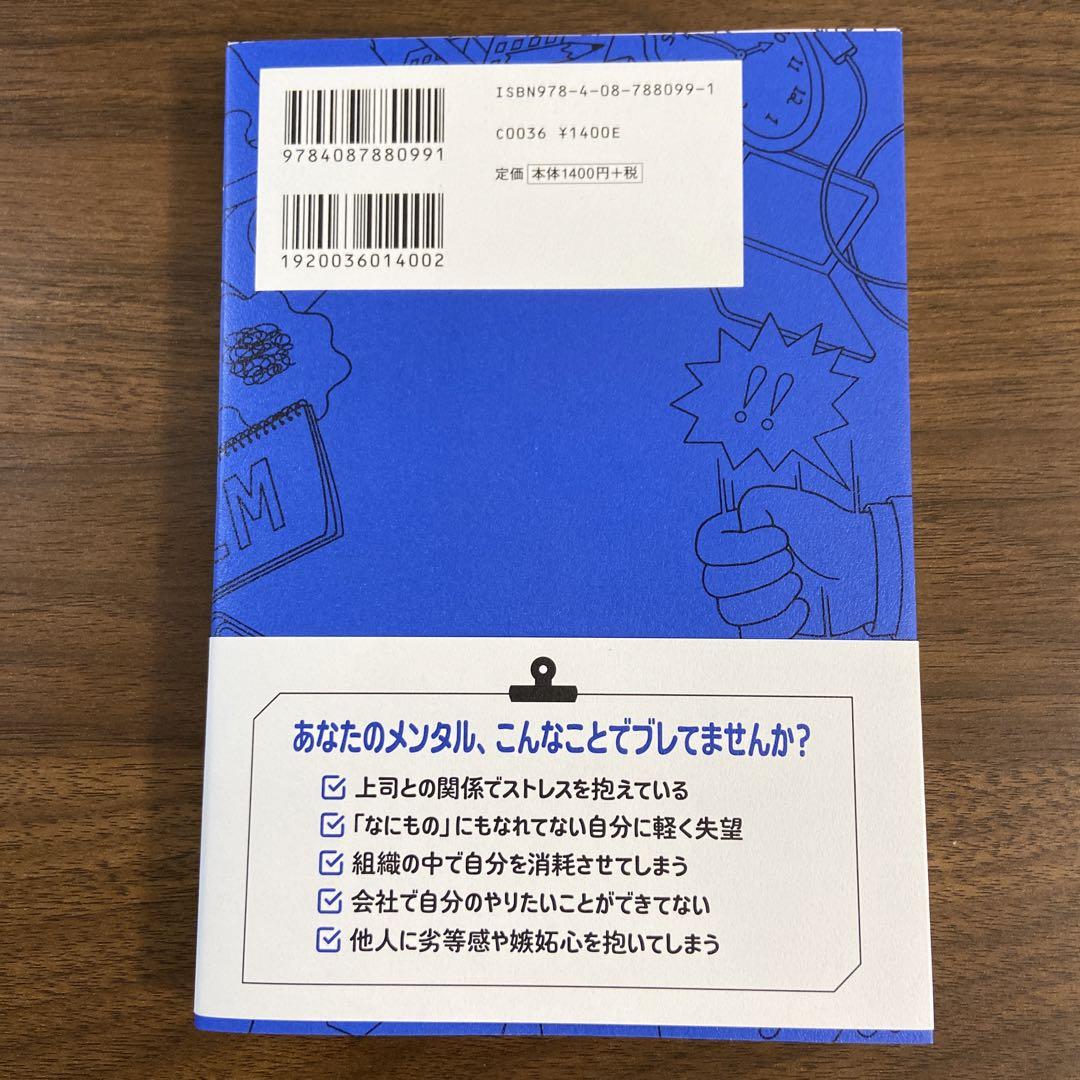 ISBN978-4-08-788099-1
C0036 ¥1400E
定価 本体1400円+税
9784087880991
1920036014002
11 12 1
!!
M
あなたのメンタル、こんなことでブレてませんか?
上司との関係でストレスを抱えている
「なにもの」にもなれてない自分に軽く失望
組織の中で自分を消耗させてしまう
会社で自分のやりたいことができてない
他人に劣等感や嫉妬心を抱いてしまう